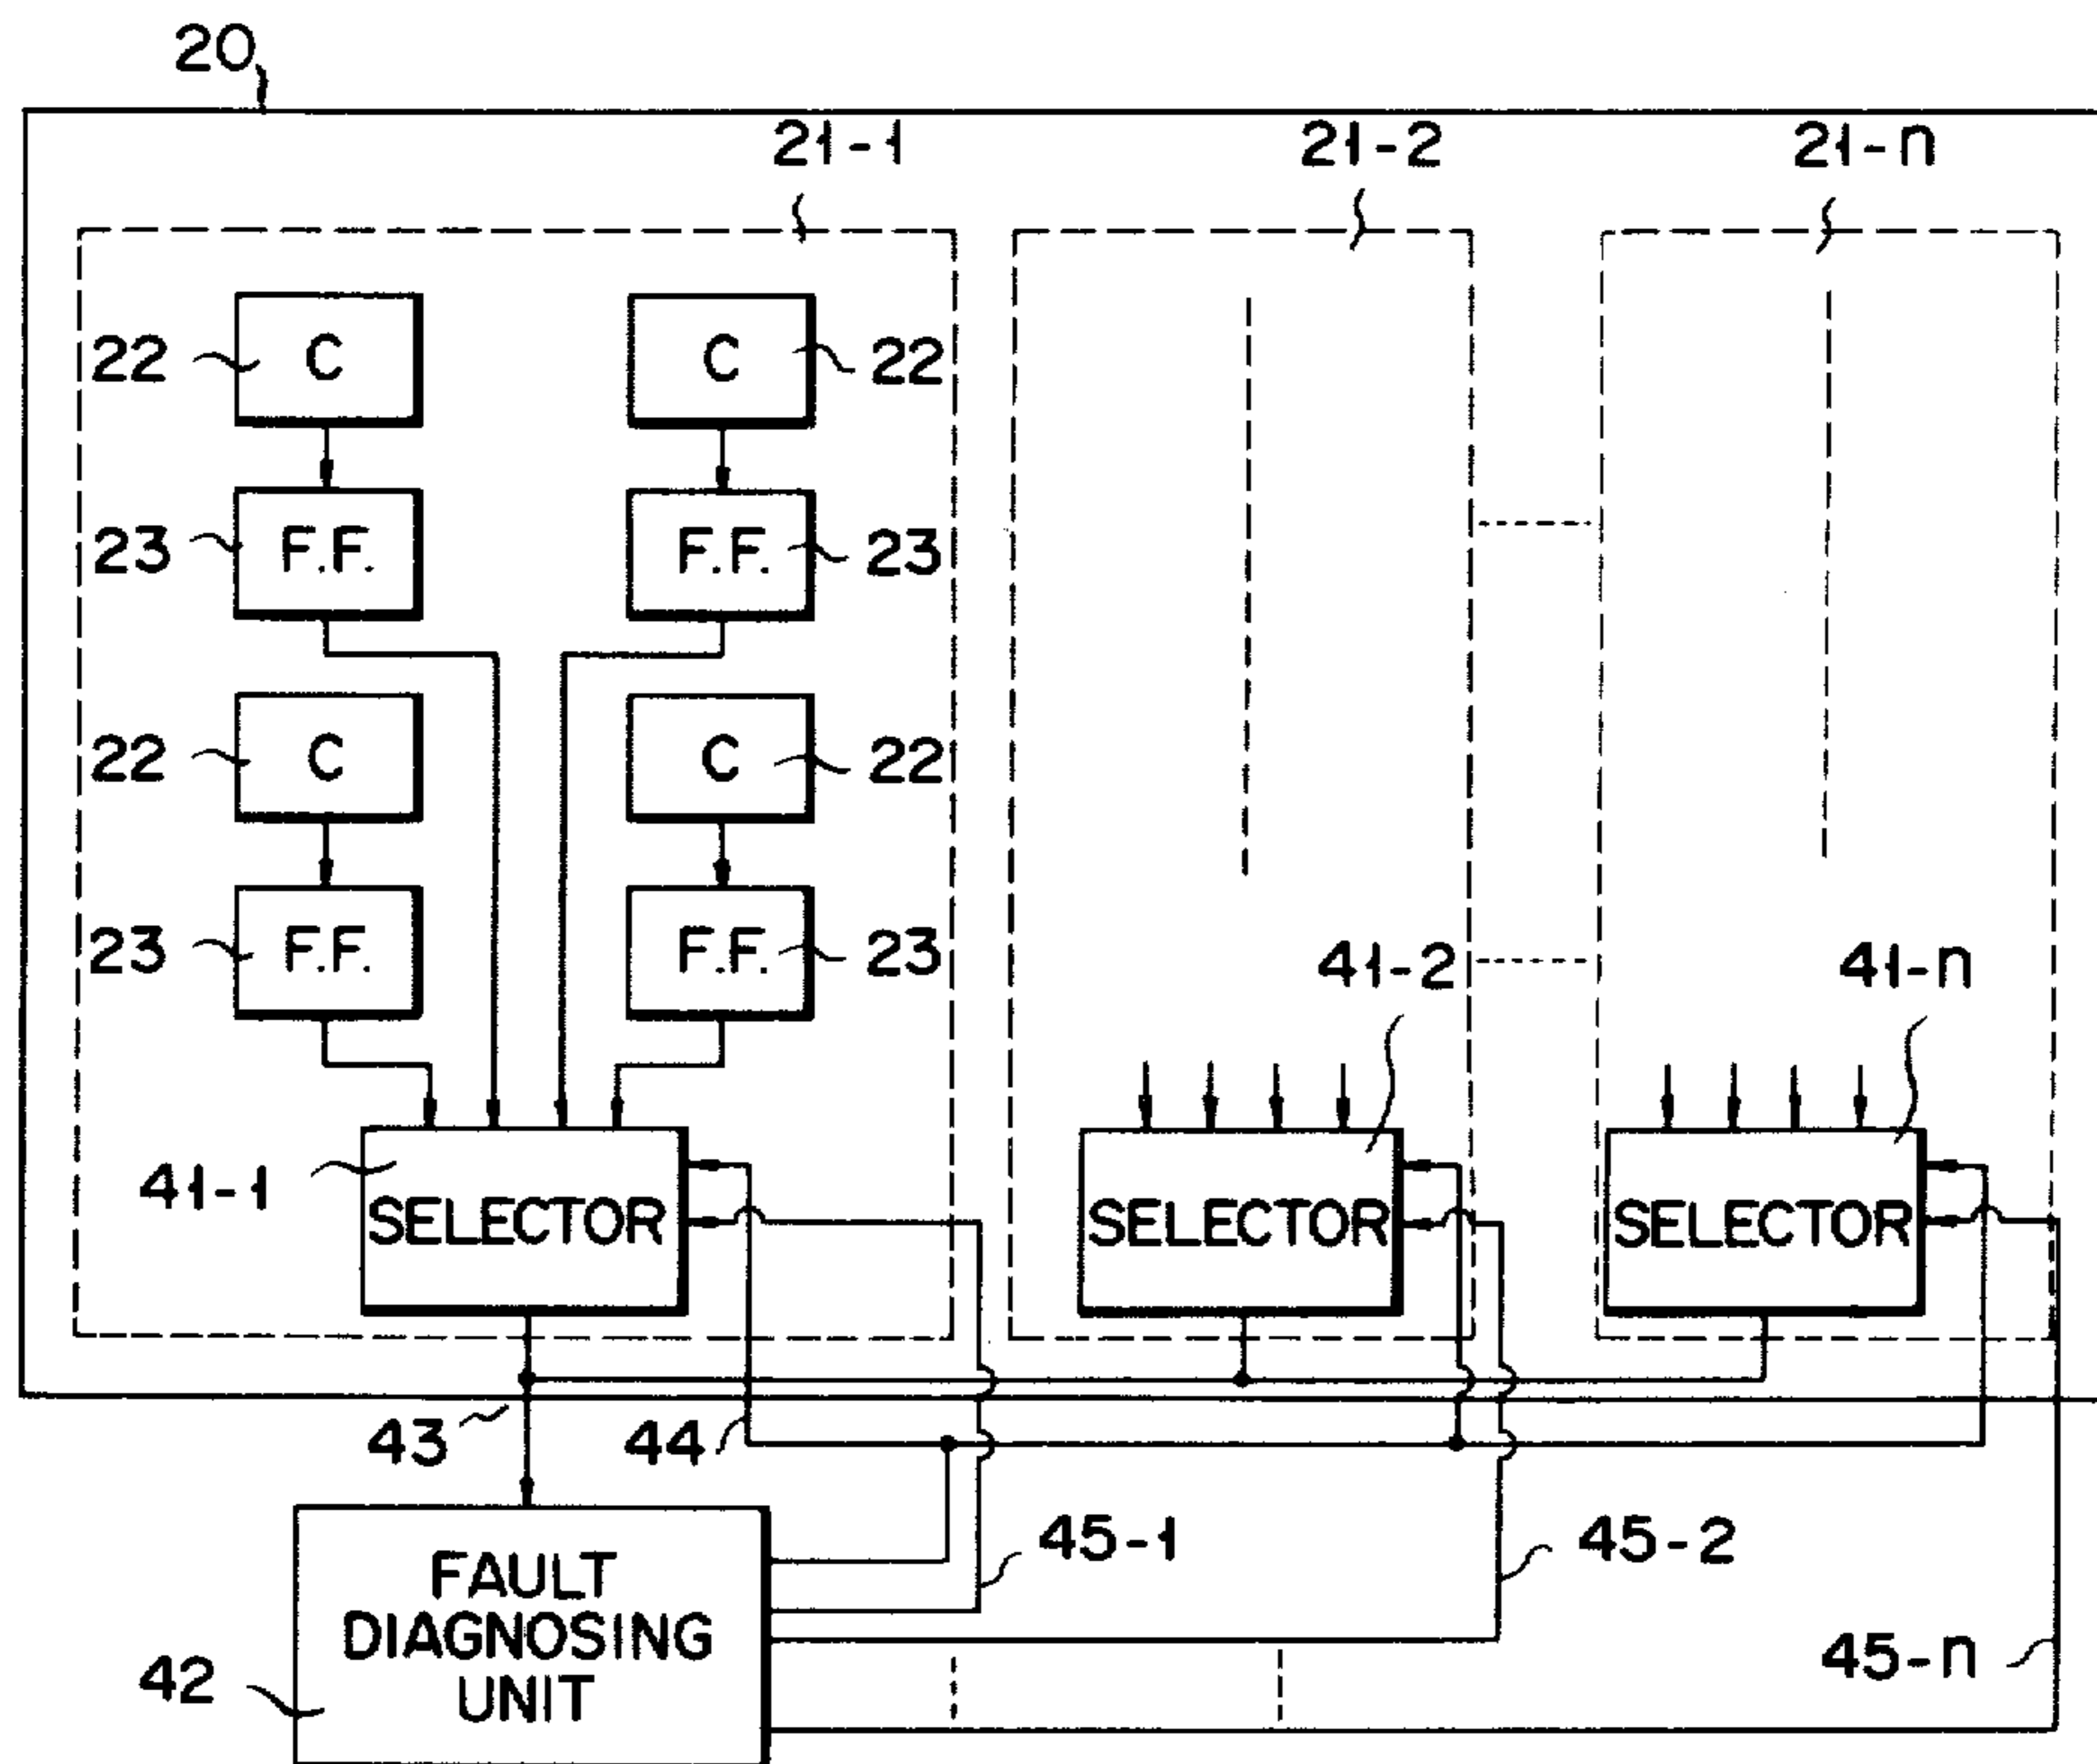 20
21-1 21-2 21-n
22 C C 22
23 F.F. F.F. 23
22 C C 22
23 F.F. F.F. 23
41-2 41-n
41-1 SELECTOR SELECTOR SELECTOR
43 44
45-1 45-2
FAULT
DIAGNOSING
UNIT
42 45-n